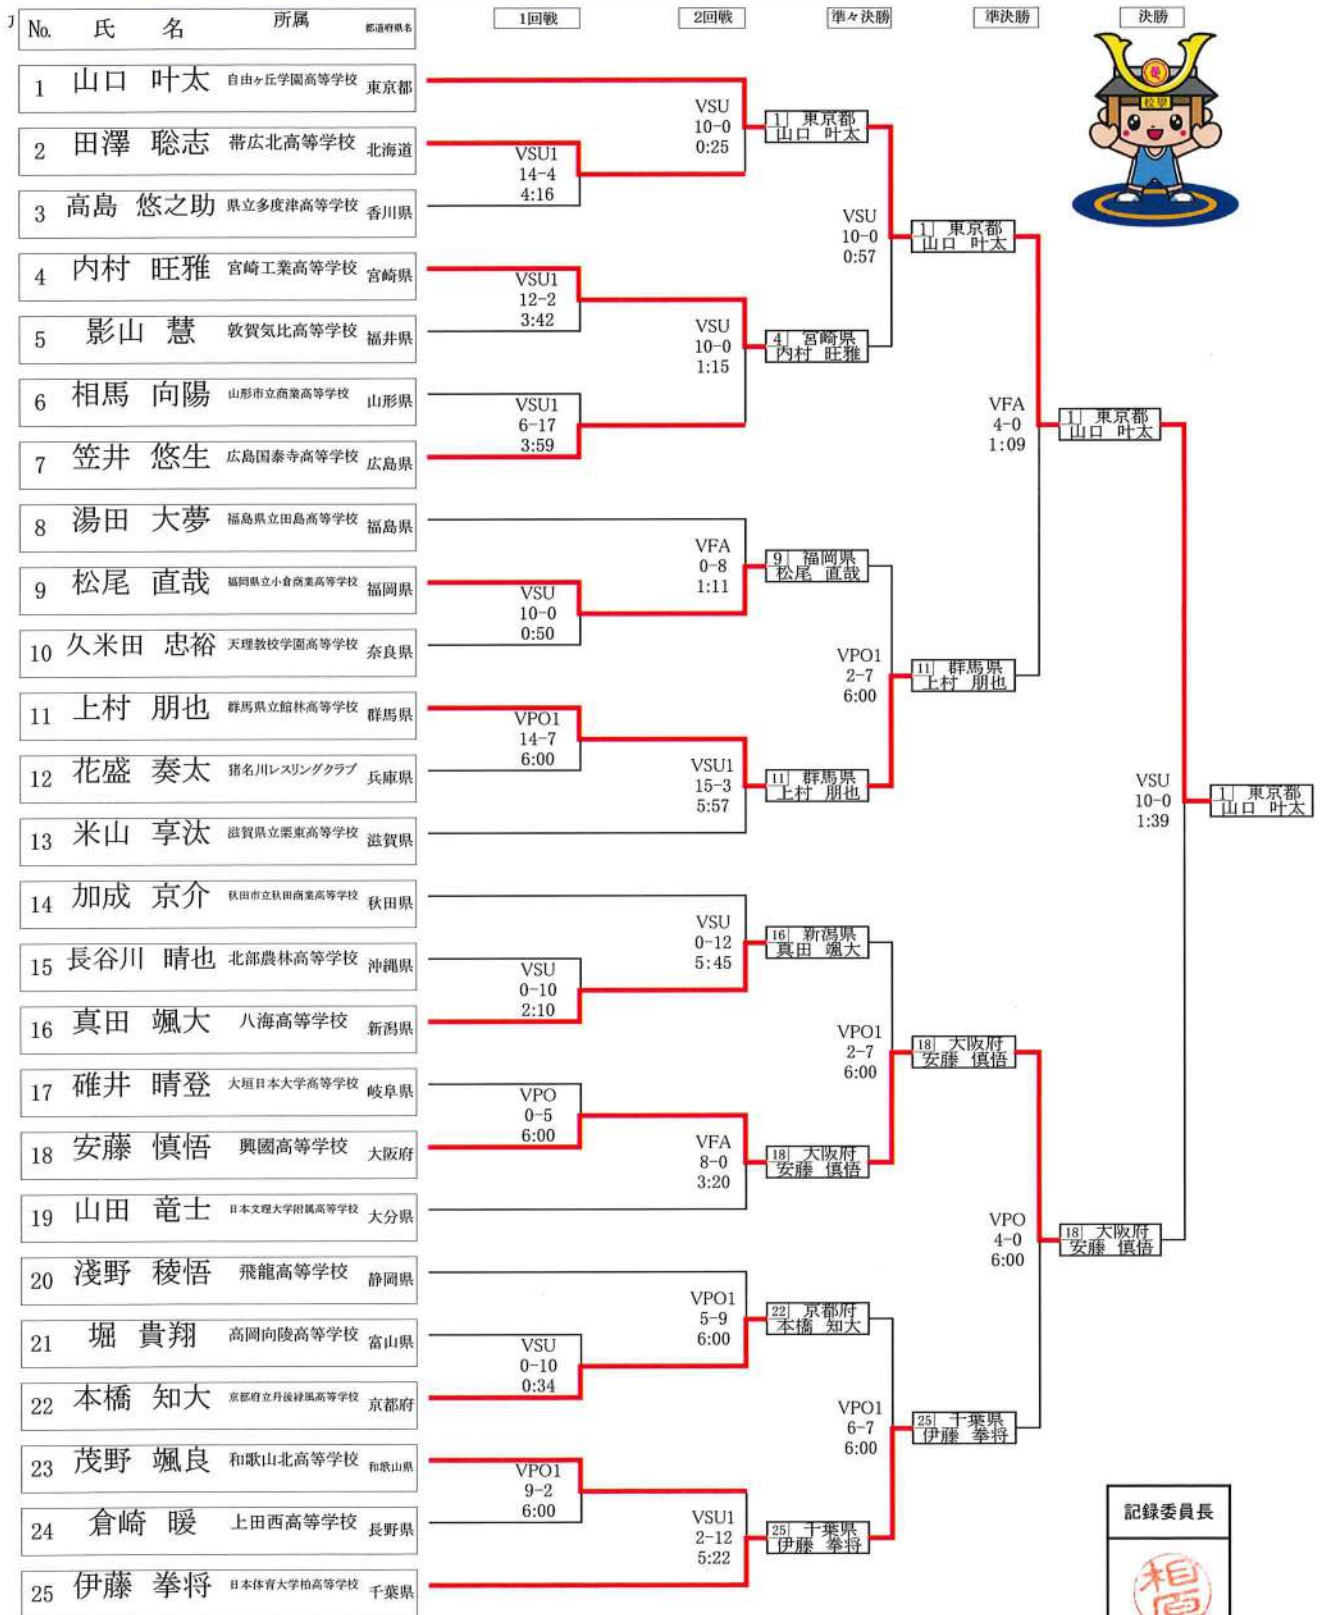 No. 氏 名 所属 都道府県名 1回戦 2回戦 準々決勝 準決勝 決勝
1 山口 叶太 自由ヶ丘学園高等学校 東京都
2 田澤 聡志 帯広北高等学校 北海道
3 高島 悠之助 県立多度津高等学校 香川県
4 内村 旺雅 宮崎工業高等学校 宮崎県
5 影山 慧 敦賀気比高等学校 福井県
6 相馬 向陽 山形市立商業高等学校 山形県
7 笠井 悠生 広島国泰寺高等学校 広島県
8 湯田 大夢 福島県立田島高等学校 福島県
9 松尾 直哉 福岡県立小倉商業高等学校 福岡県
10 久米田 忠裕 天理教校学園高等学校 奈良県
11 上村 朋也 群馬県立館林高等学校 群馬県
12 花盛 奏太 猪名川レスリングクラブ 兵庫県
13 米山 享汰 滋賀県立栗東高等学校 滋賀県
14 加成 京介 秋田市立秋田商業高等学校 秋田県
15 長谷川 晴也 北部農林高等学校 沖縄県
16 真田 颯大 八海高等学校 新潟県
17 碓井 晴登 大垣日本大学高等学校 岐阜県
18 安藤 慎悟 興國高等学校 大阪府
19 山田 竜士 日本文理大学附属高等学校 大分県
20 淺野 稜悟 飛龍高等学校 静岡県
21 堀 貴翔 高岡向陵高等学校 富山県
22 本橋 知大 京都府立丹後緑風高等学校 京都府
23 茂野 颯良 和歌山北高等学校 和歌山県
24 倉崎 暖 上田西高等学校 長野県
25 伊藤 拳将 日本体育大学柏高等学校 千葉県
VSU1
14-4
4:16
VSU1
12-2
3:42
VSU1
6-17
3:59
VSU
10-0
0:50
VPO1
14-7
6:00
VSU
0-10
2:10
VPO
0-5
6:00
VSU
0-10
0:34
VPO1
9-2
6:00
VSU
10-0
0:25
VSU
10-0
1:15
VFA
0-8
1:11
VSU1
15-3
5:57
VSU
0-12
5:45
VFA
8-0
3:20
VPO1
5-9
6:00
VSU1
2-12
5:22
1 東京都
山口 叶太
4 宮崎県
内村 旺雅
9 福岡県
松尾 直哉
11 群馬県
上村 朋也
16 新潟県
真田 颯大
18 大阪府
安藤 慎悟
22 京都府
本橋 知大
25 千葉県
伊藤 拳将
VSU
10-0
0:57
VPO1
2-7
6:00
VPO1
2-7
6:00
VPO1
6-7
6:00
1 東京都
山口 叶太
11 群馬県
上村 朋也
18 大阪府
安藤 慎悟
25 千葉県
伊藤 拳将
VFA
4-0
1:09
VPO
4-0
6:00
1 東京都
山口 叶太
18 大阪府
安藤 慎悟
VSU
10-0
1:39
1 東京都
山口 叶太
記録委員長